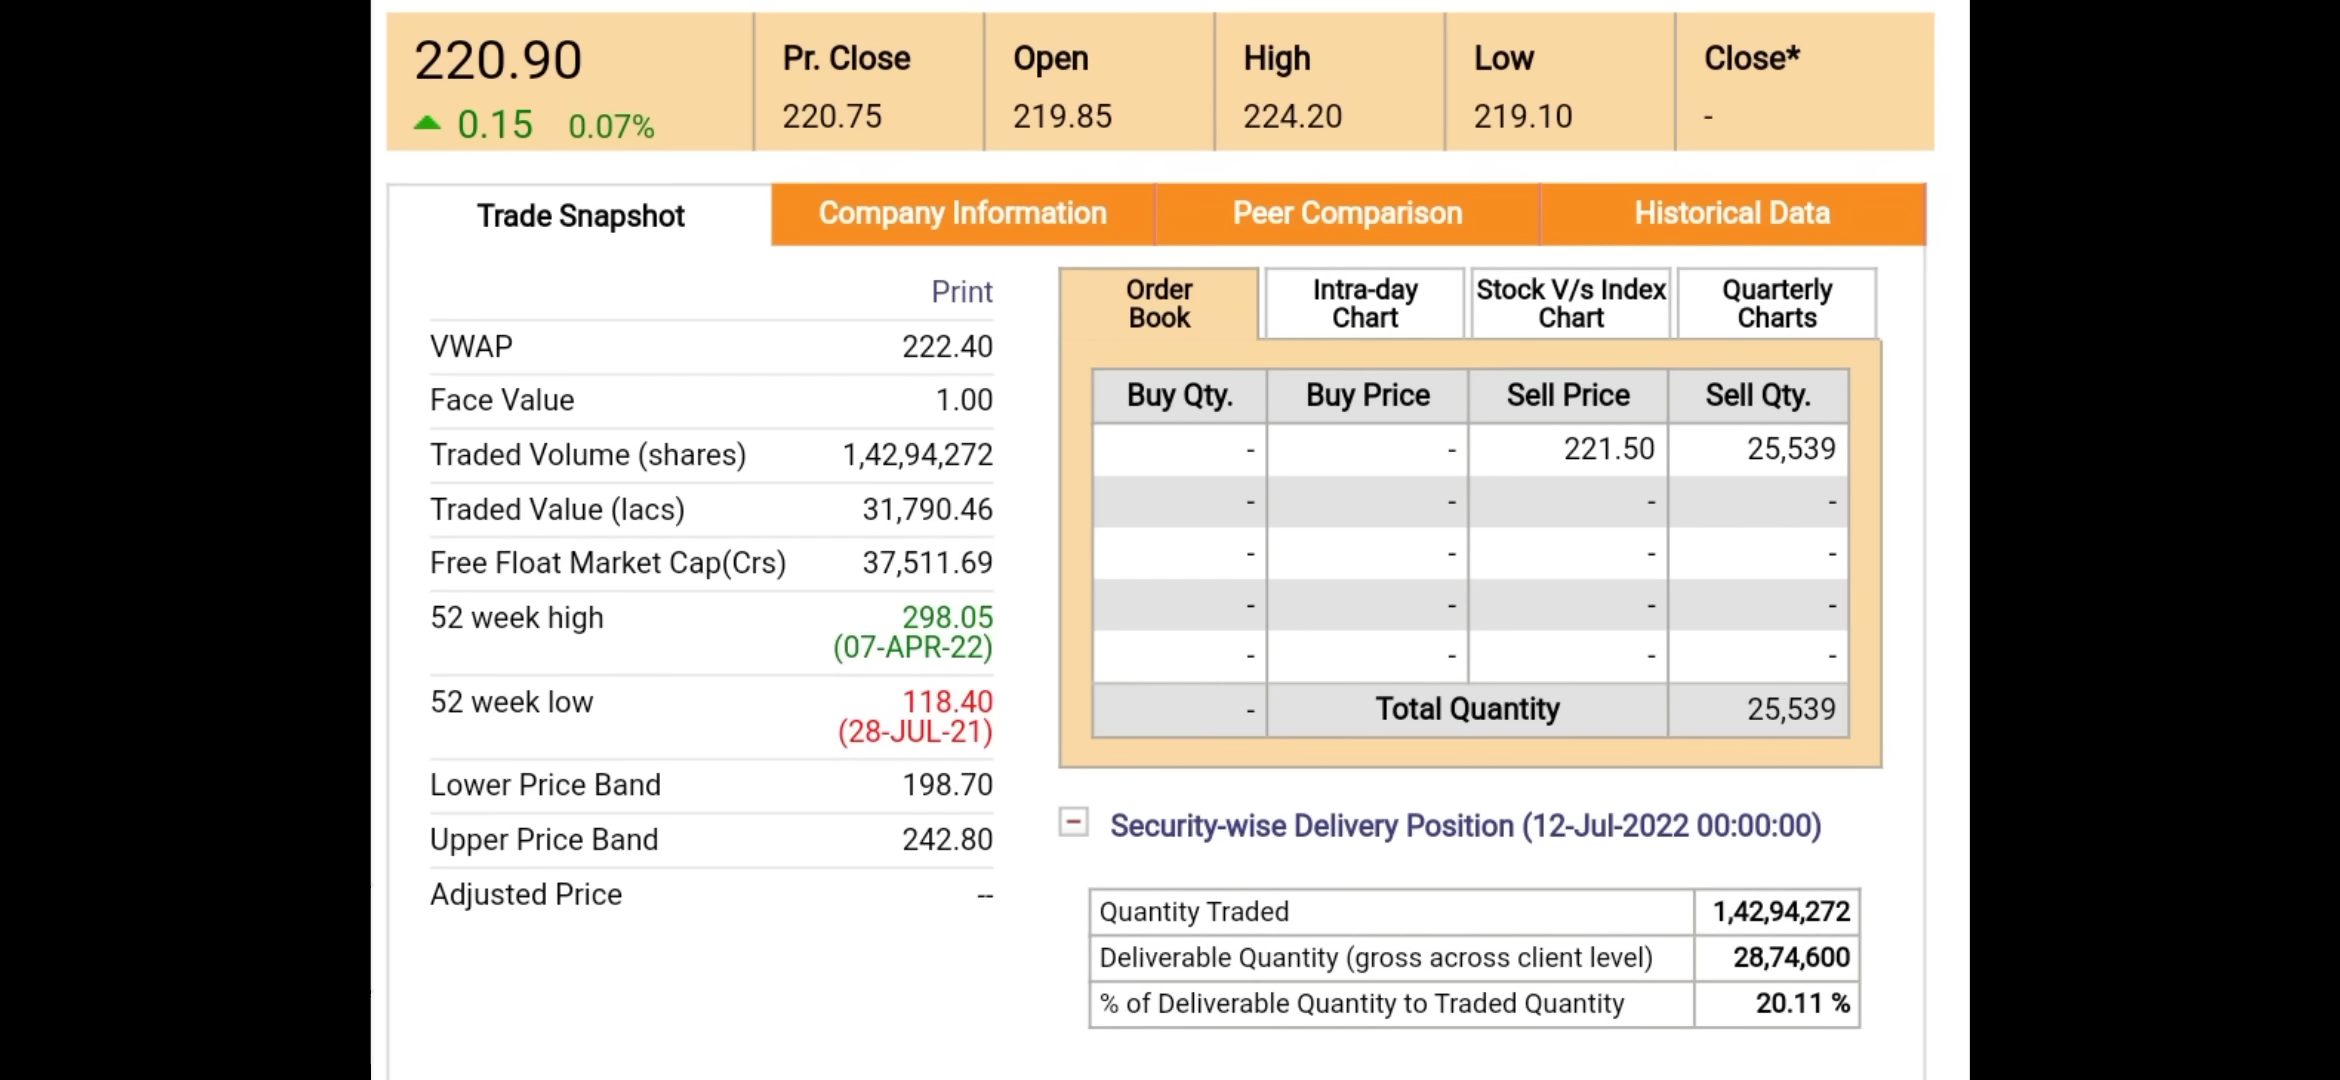 220.90
0.15 0.07%
Pr. Close Open High Low Close*
220.75 219.85 224.20 219.10 -
Trade Snapshot Company Information Peer Comparison Historical Data
Print
VWAP 222.40
Face Value 1.00
Traded Volume (shares) 1,42,94,272
Traded Value (lacs) 31,790.46
Free Float Market Cap(Crs) 37,511.69
52 week high 298.05
(07-APR-22)
52 week low 118.40
(28-JUL-21)
Lower Price Band 198.70
Upper Price Band 242.80
Adjusted Price --
Order Intra-day Stock V/s Index Quarterly
Book Chart Chart Charts
Buy Qty. Buy Price Sell Price Sell Qty.
- - 221.50 25,539
- - - -
- - - -
- - - -
- - - -
- Total Quantity 25,539
Security-wise Delivery Position (12-Jul-2022 00:00:00)
Quantity Traded 1,42,94,272
Deliverable Quantity (gross across client level) 28,74,600
% of Deliverable Quantity to Traded Quantity 20.11 %